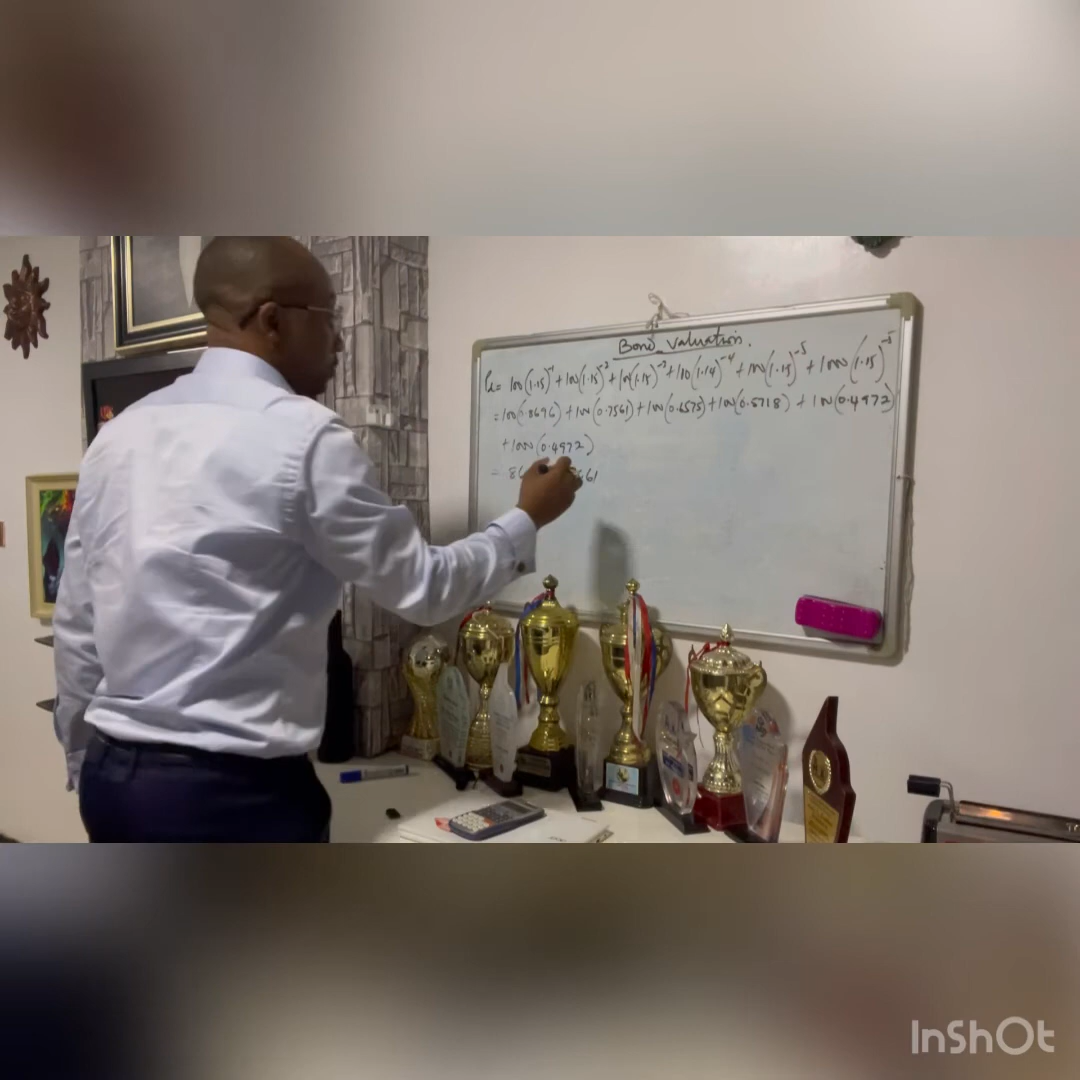 Bond Valuation.
= 100(1.15)⁻¹ + 100(1.15)⁻² + 100(1.15)⁻³ + 100(1.14)⁻⁴ + 100(1.15)⁻⁵ + 1000(1.15)⁻⁵
= 100(0.8696) + 100(0.7561) + 100(0.6575) + 100(0.5718) + 100(0.4972)
+ 1000(0.4972)
=
InShOt